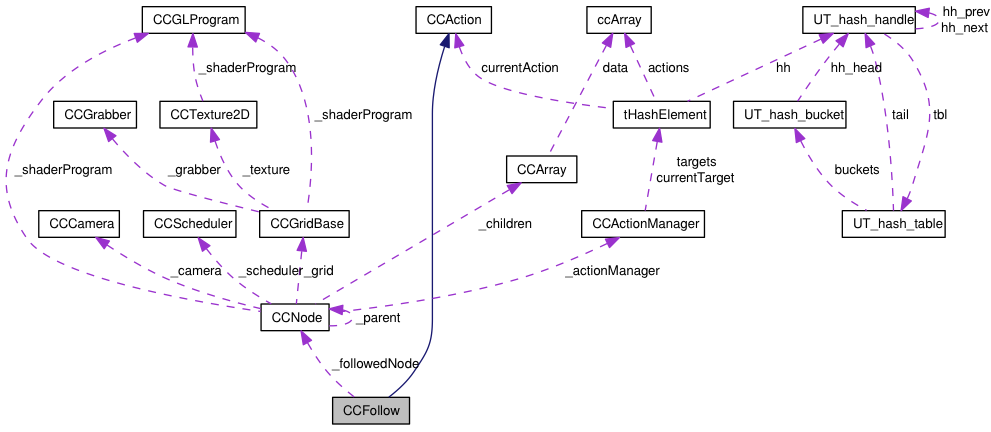 CCGLProgram
CCAction
ccArray
UT_hash_handle
hh_prev
hh_next
_shaderProgram
currentAction
data
actions
hh
hh_head
CCGrabber
CCTexture2D
_shaderProgram
tHashElement
UT_hash_bucket
tail
tbl
_shaderProgram
_grabber
_texture
CCArray
targets
currentTarget
buckets
CCCamera
CCScheduler
CCGridBase
_children
CCActionManager
UT_hash_table
_camera
_scheduler
_grid
_actionManager
CCNode
_parent
_followedNode
CCFollow